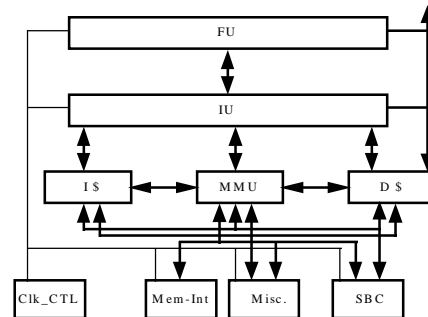 FU
IU
I $
MMU
D $
Clk_CTL
Mem-Int
Misc.
SBC